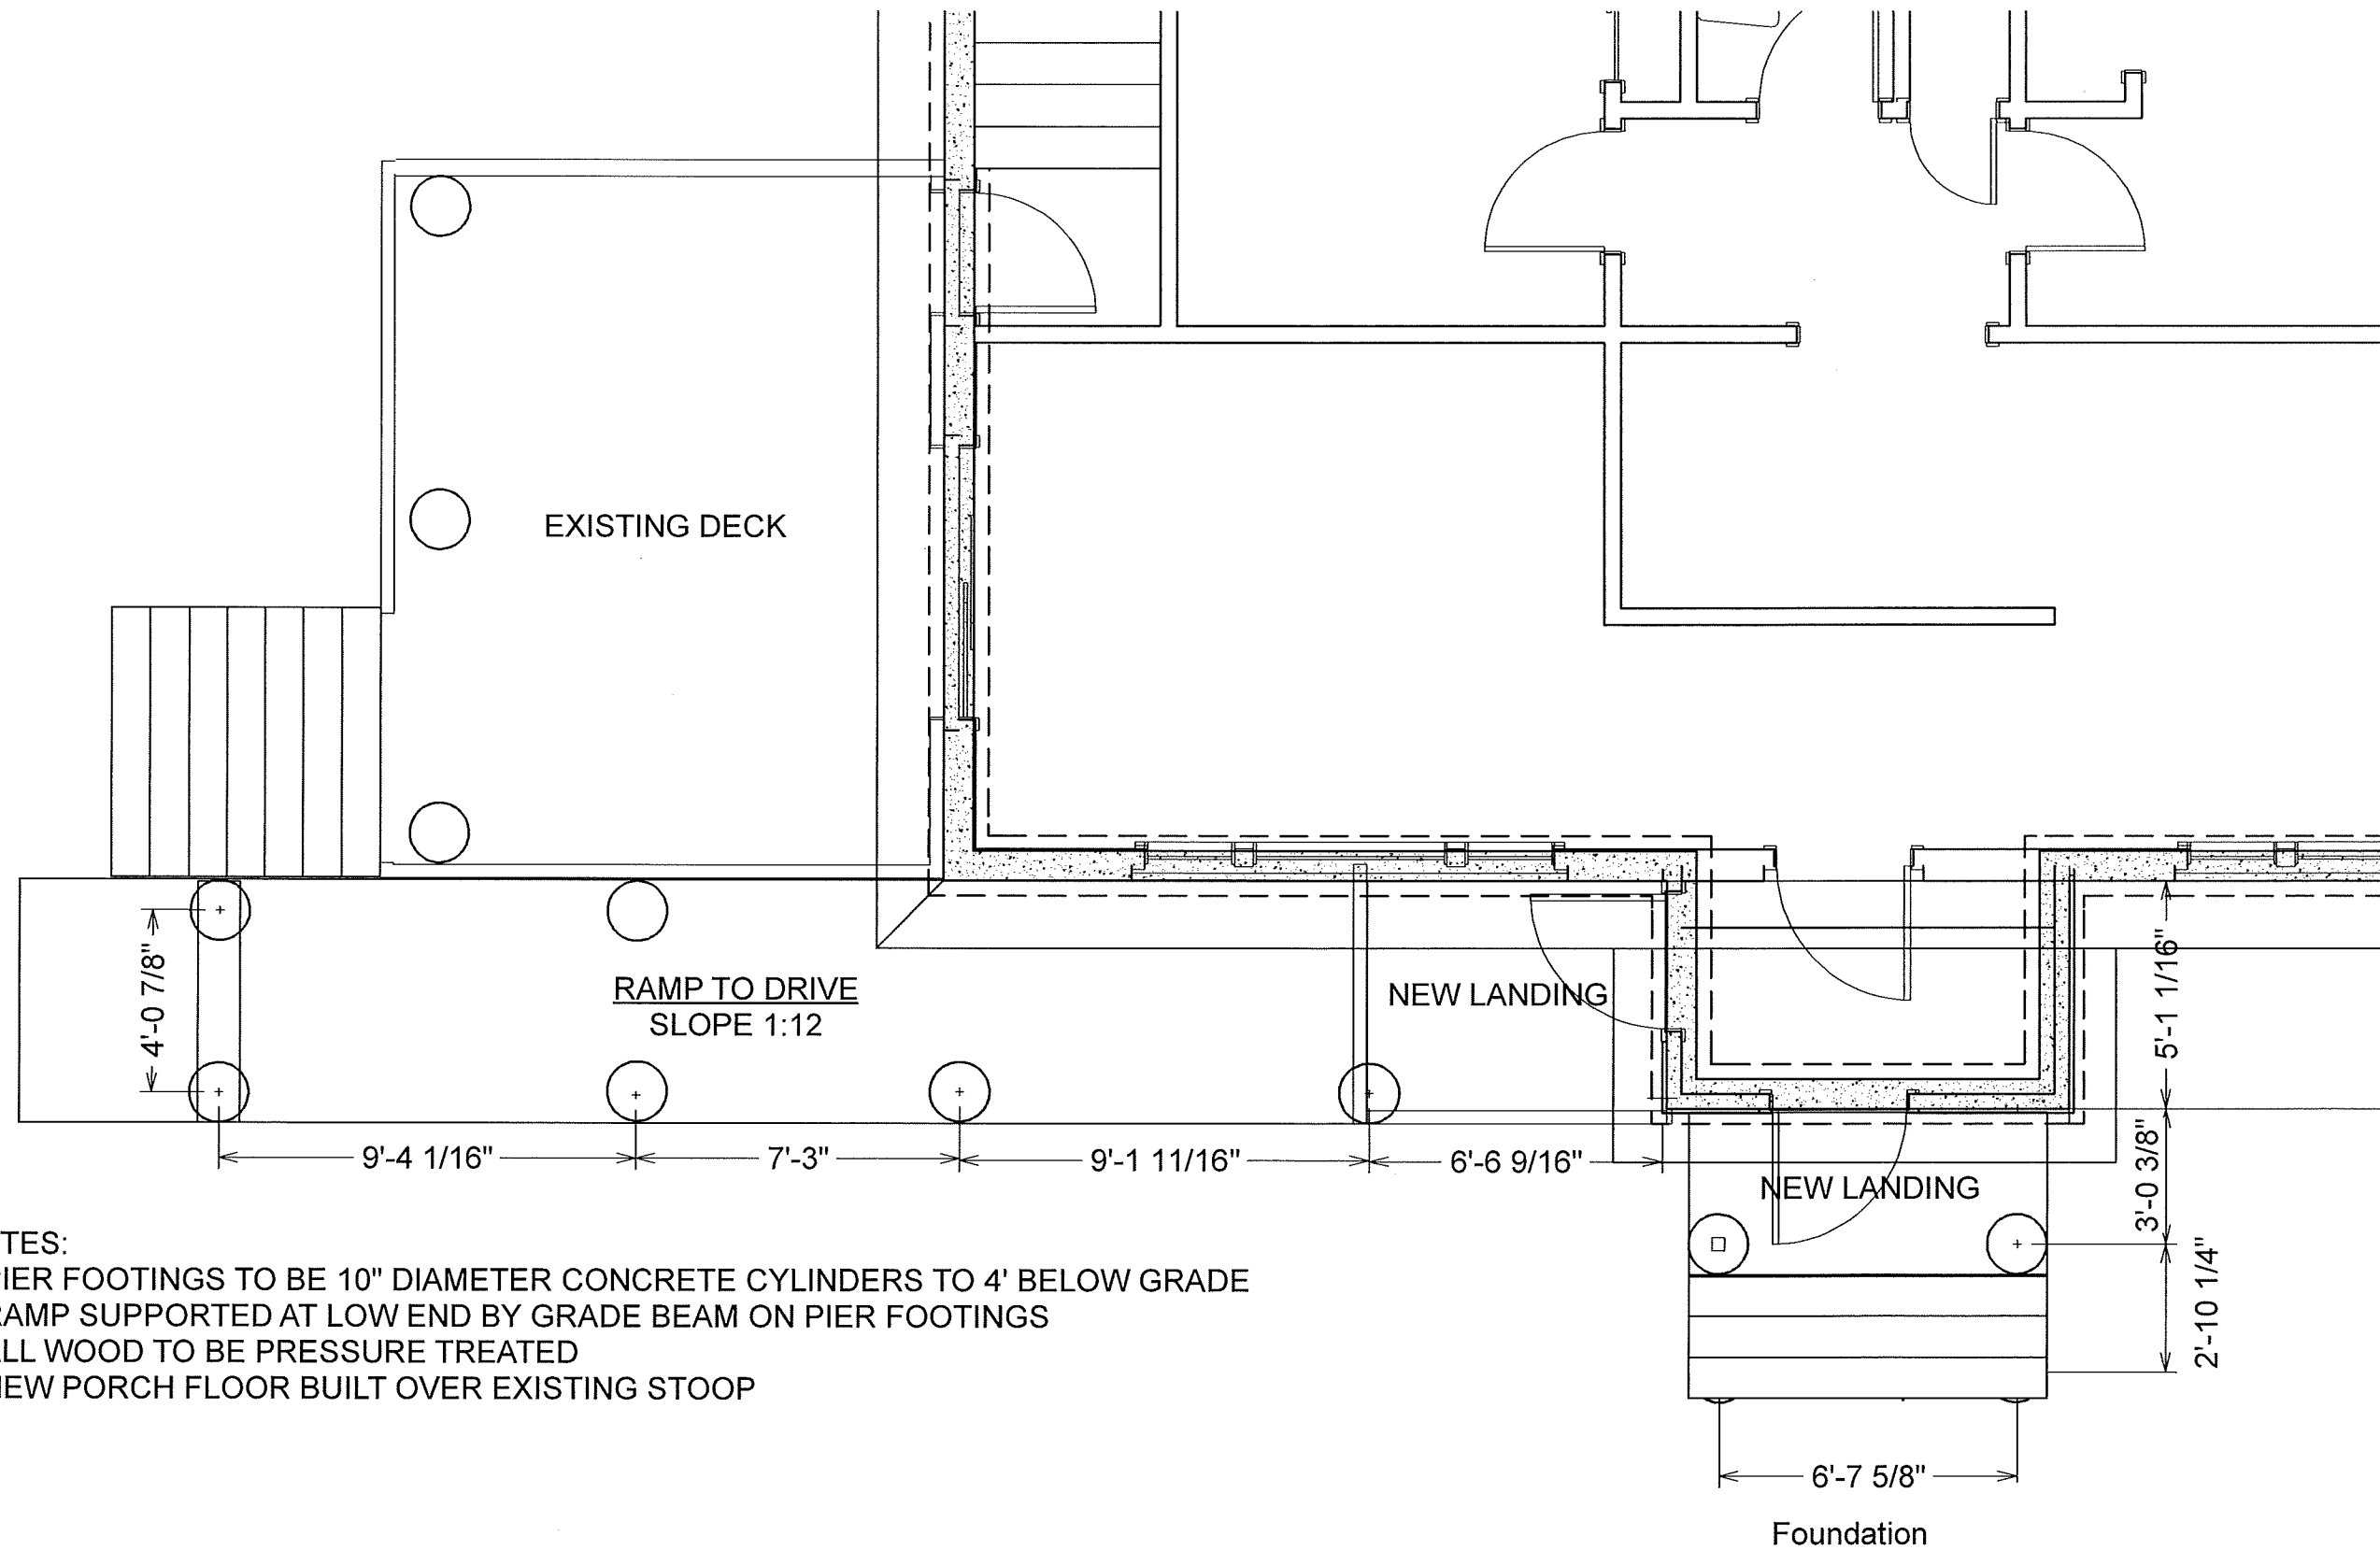 EXISTING DECK
RAMP TO DRIVE
SLOPE 1:12
NEW LANDING
4'-0 7/8"
5'-1 1/16"
9'-4 1/16"
7'-3"
9'-1 11/16"
6'-6 9/16"
3'-0 3/8"
NEW LANDING
2'-10 1/4"
TES:
PIER FOOTINGS TO BE 10" DIAMETER CONCRETE CYLINDERS TO 4' BELOW GRADE
RAMP SUPPORTED AT LOW END BY GRADE BEAM ON PIER FOOTINGS
ALL WOOD TO BE PRESSURE TREATED
NEW PORCH FLOOR BUILT OVER EXISTING STOOP
6'-7 5/8"
Foundation